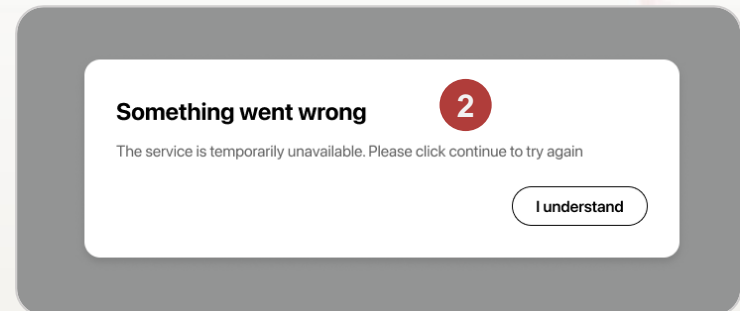 Something went wrong
2
The service is temporarily unavailable. Please click continue to try again
I understand